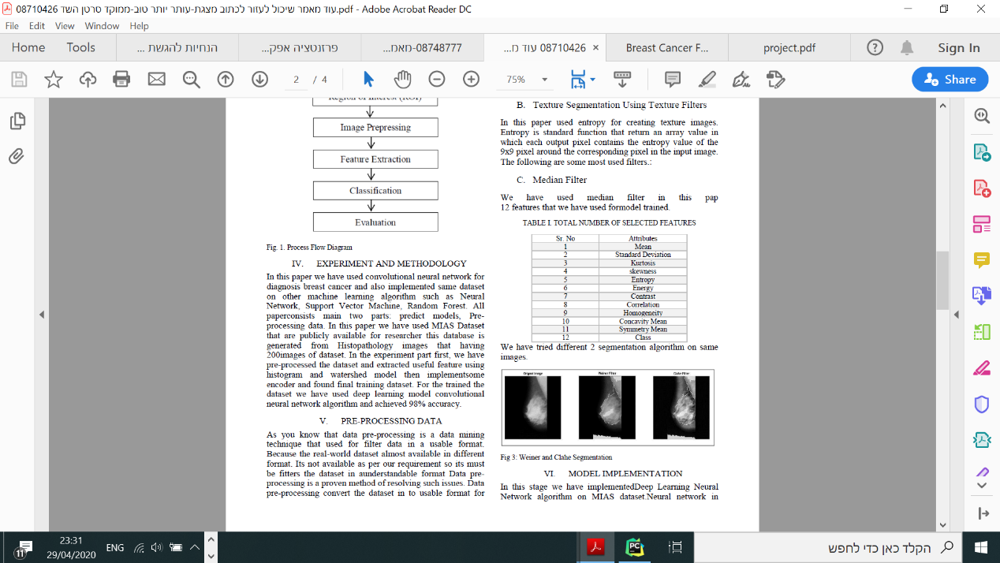 08710426 עוד מאמר שיכול לעזור לכתוב מצגת-עותר יותר טוב-ממוקד סרטן השד.pdf - Adobe Acrobat Reader DC
File Edit View Window Help
Home Tools הנחיות להגשת ... פרזנטציה אפק... 08748777-מאמ... 08710426 עוד מ... × Breast Cancer F... project.pdf Sign In
2 / 4 75% Share
Region of Interest (ROI)
Image Prepressing
Feature Extraction
Classification
Evaluation
Fig. 1. Process Flow Diagram
IV. EXPERIMENT AND METHODOLOGY
In this paper we have used convolutional neural network for
diagnosis breast cancer and also implemented same dataset
on other machine learning algorithm such as Neural
Network, Support Vector Machine, Random Forest. All
paperconsists main two parts: predict models, Pre-
processing data. In this paper we have used MIAS Dataset
that are publicly available for researcher this database is
generated from Histopathology images that having
200images of dataset. In the experiment part first, we have
pre-processed the dataset and extracted useful feature using
histogram and watershed model then implementsome
encoder and found final training dataset. For the trained the
dataset we have used deep learning model convolutional
neural network algorithm and achieved 98% accuracy.
V. PRE-PROCESSING DATA
As you know that data pre-processing is a data mining
technique that used for filter data in a usable format.
Because the real-world dataset almost available in different
format. Its not available as per our requirement so its must
be fitters the dataset in aunderstandable format Data pre-
processing is a proven method of resolving such issues. Data
pre-processing convert the dataset in to usable format for
B. Texture Segmentation Using Texture Filters
In this paper used entropy for creating texture images.
Entropy is standard function that return an array value in
which each output pixel contains the entropy value of the
9x9 pixel around the corresponding pixel in the input image.
The following are some most used filters.:
C. Median Filter
We have used median filter in this pap
12 features that we have used formodel trained.
TABLE I. TOTAL NUMBER OF SELECTED FEATURES
Sr. No Attributes
1 Mean
2 Standard Deviation
3 Kurtosis
4 skewness
5 Entropy
6 Energy
7 Contrast
8 Correlation
9 Homogeneity
10 Concavity Mean
11 Symmetry Mean
12 Class
We have tried different 2 segmentation algorithm on same
images.
Origional Image Weiner Filter Clahe Filter
Fig 3: Weiner and Clahe Segmentation
VI. MODEL IMPLEMENTATION
In this stage we have implementedDeep Learning Neural
Network algorithm on MIAS dataset.Neural network in
11 23:31 ENG הקלד כאן כדי לחפש
29/04/2020